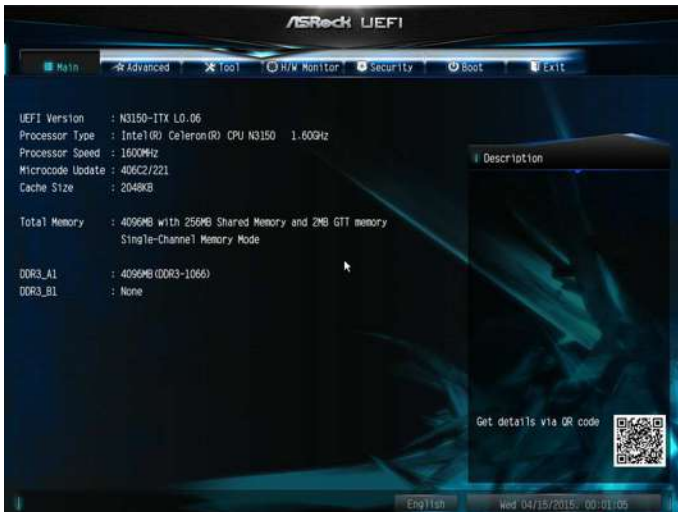 ASRock UEFI
Main Advanced Tool H/W Monitor Security Boot Exit
UEFI Version : N3150-ITX L0.06
Processor Type : Intel(R) Celeron(R) CPU N3150 1.60GHz
Processor Speed : 1600MHz
Microcode Update : 406C2/221
Cache Size : 2048KB
Total Memory : 4096MB with 256MB Shared Memory and 2MB GTT memory
Single-Channel Memory Mode
DDR3_A1 : 4096MB (DDR3-1066)
DDR3_B1 : None
Description
Get details via QR code
English
Wed 04/15/2015, 00:01:05